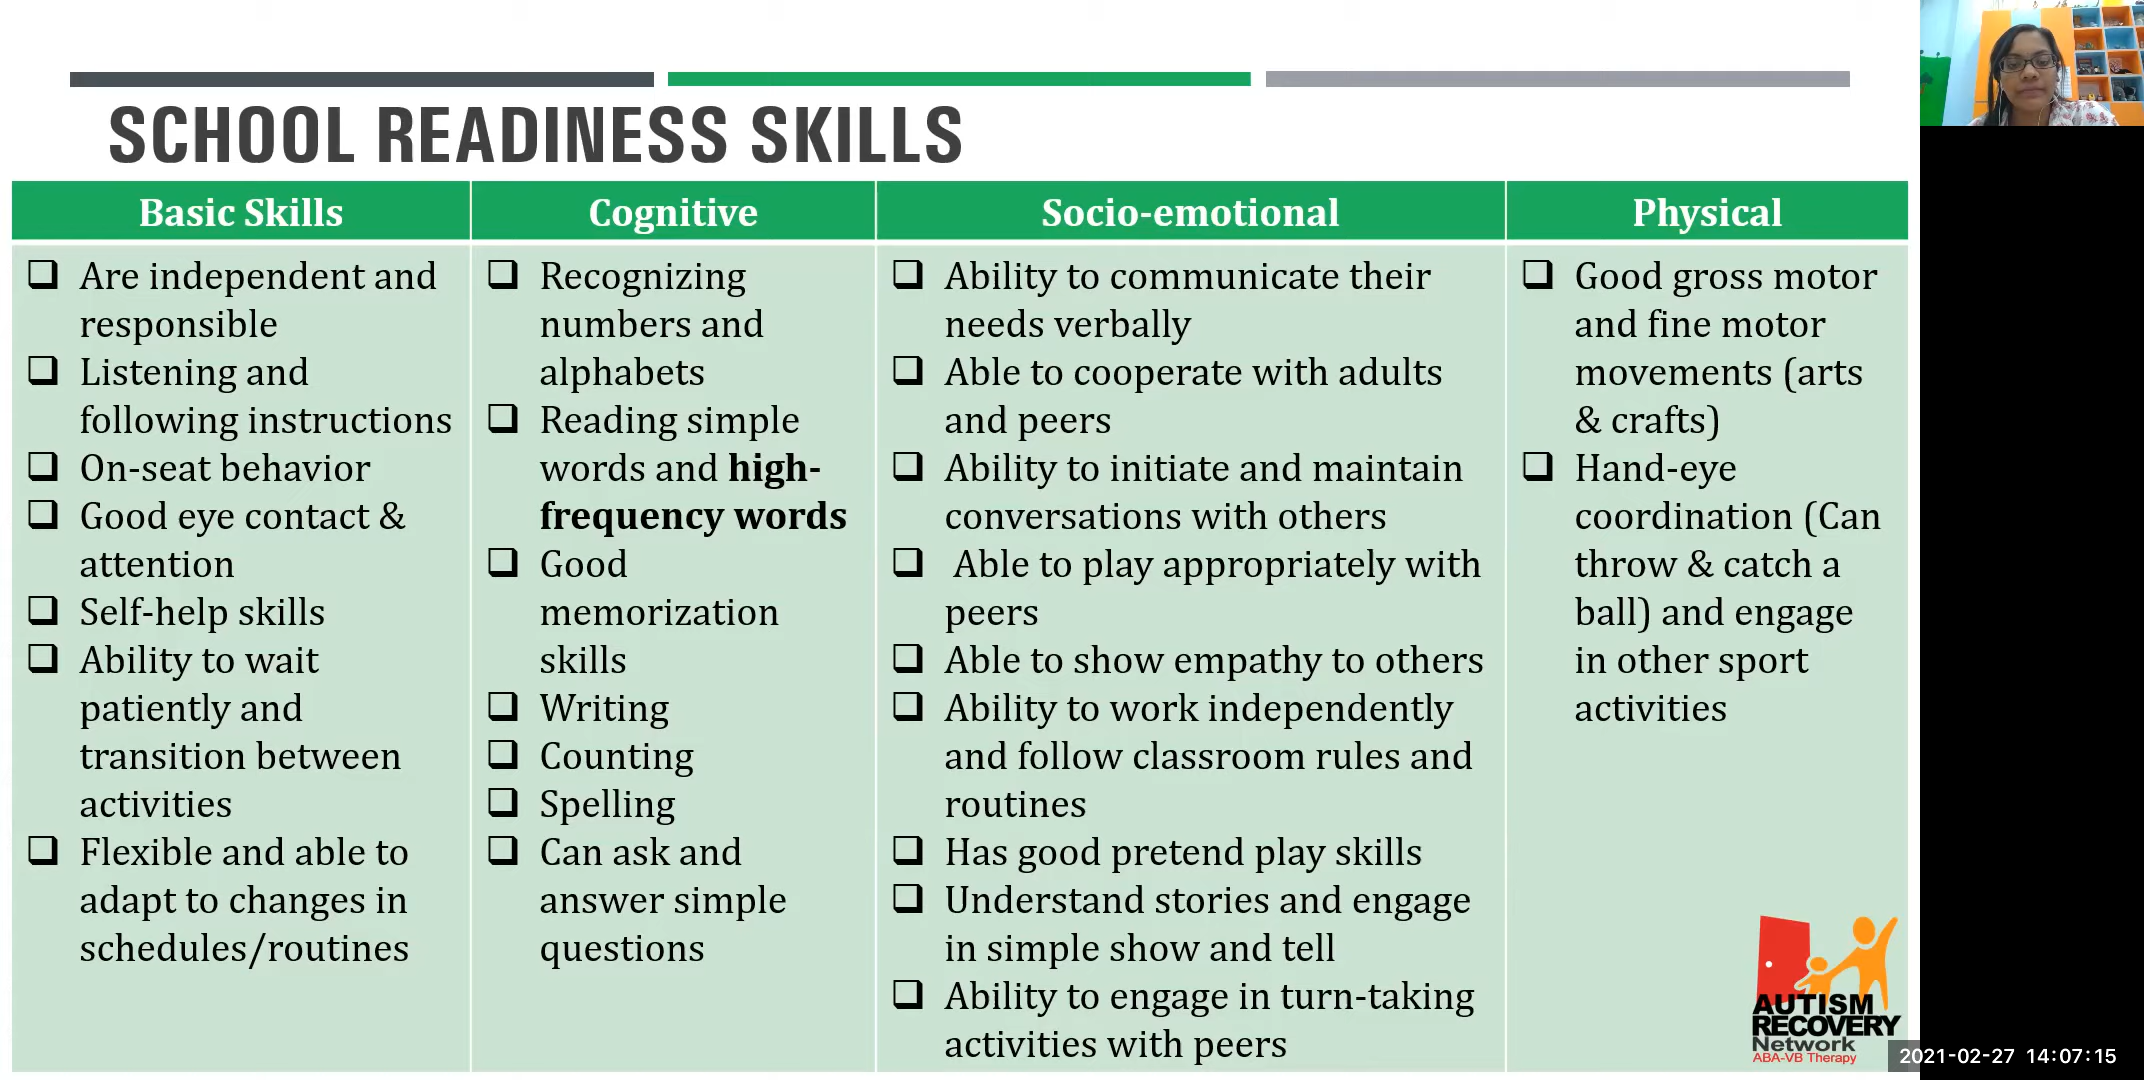 SCHOOL READINESS SKILLS
Basic Skills
Are independent and
responsible
Listening and
following instructions
On-seat behavior
Good eye contact &
attention
Self-help skills
Ability to wait
patiently and
transition between
activities
Flexible and able to
adapt to changes in
schedules/routines
Cognitive
Recognizing
numbers and
alphabets
Reading simple
words and high-
frequency words
Good
memorization
skills
Writing
Counting
Spelling
Can ask and
answer simple
questions
Socio-emotional
Ability to communicate their
needs verbally
Able to cooperate with adults
and peers
Ability to initiate and maintain
conversations with others
Able to play appropriately with
peers
Able to show empathy to others
Ability to work independently
and follow classroom rules and
routines
Has good pretend play skills
Understand stories and engage
in simple show and tell
Ability to engage in turn-taking
activities with peers
Physical
Good gross motor
and fine motor
movements (arts
& crafts)
Hand-eye
coordination (Can
throw & catch a
ball) and engage
in other sport
activities
AUTISM
RECOVERY
Network
ABA-VB Therapy
2021-02-27 14:07:15